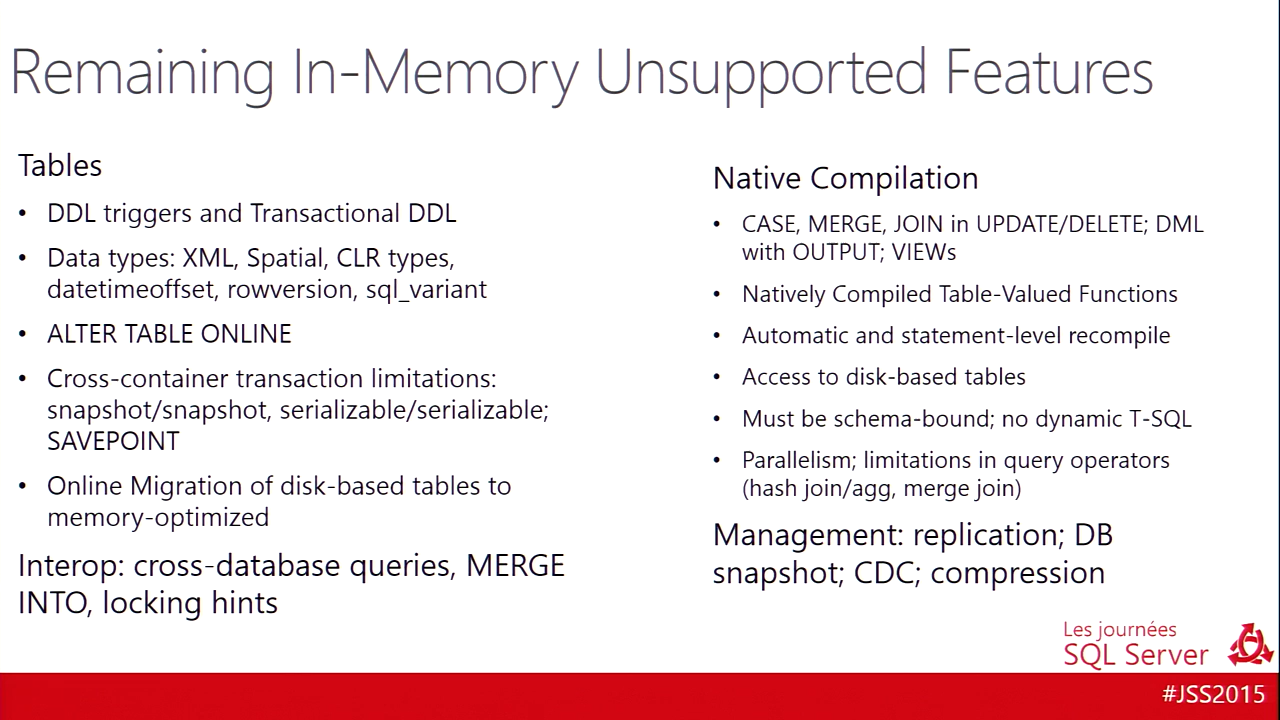 Remaining In-Memory Unsupported Features
Tables
• DDL triggers and Transactional DDL
• Data types: XML, Spatial, CLR types,
datetimeoffset, rowversion, sql_variant
• ALTER TABLE ONLINE
• Cross-container transaction limitations:
snapshot/snapshot, serializable/serializable;
SAVEPOINT
• Online Migration of disk-based tables to
memory-optimized
Interop: cross-database queries, MERGE
INTO, locking hints
Native Compilation
• CASE, MERGE, JOIN in UPDATE/DELETE; DML
with OUTPUT; VIEWs
• Natively Compiled Table-Valued Functions
• Automatic and statement-level recompile
• Access to disk-based tables
• Must be schema-bound; no dynamic T-SQL
• Parallelism; limitations in query operators
(hash join/agg, merge join)
Management: replication; DB
snapshot; CDC; compression
Les journées
SQL Server
#JSS2015